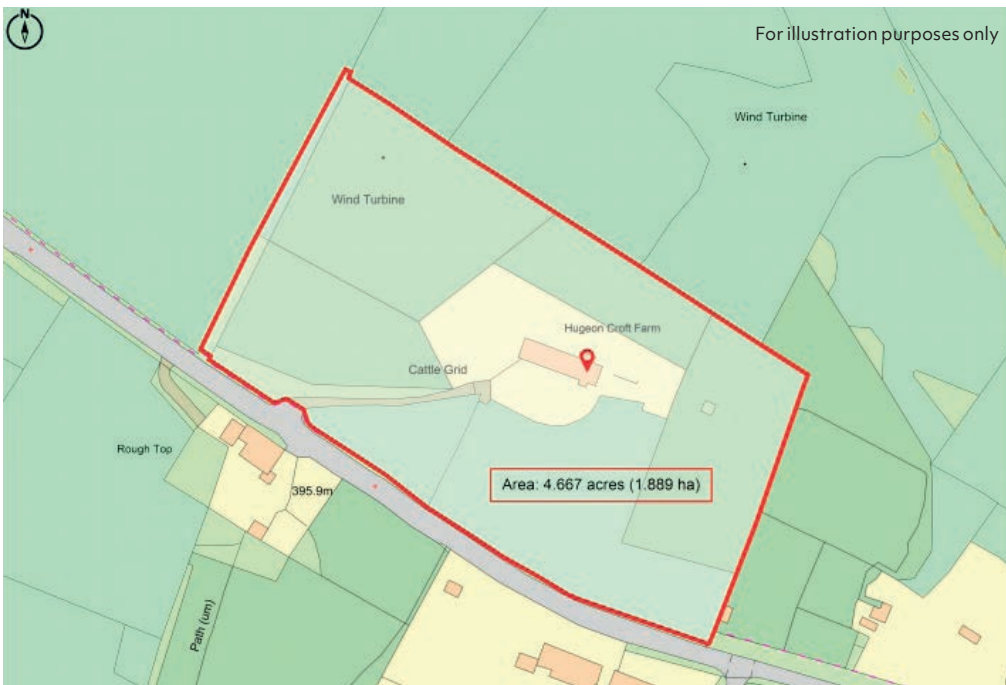 N
For illustration purposes only
Wind Turbine
Wind Turbine
Hugeon Croft Farm
Cattle Grid
Rough Top
395.9m
Area: 4.667 acres (1.889 ha)
Path (um)